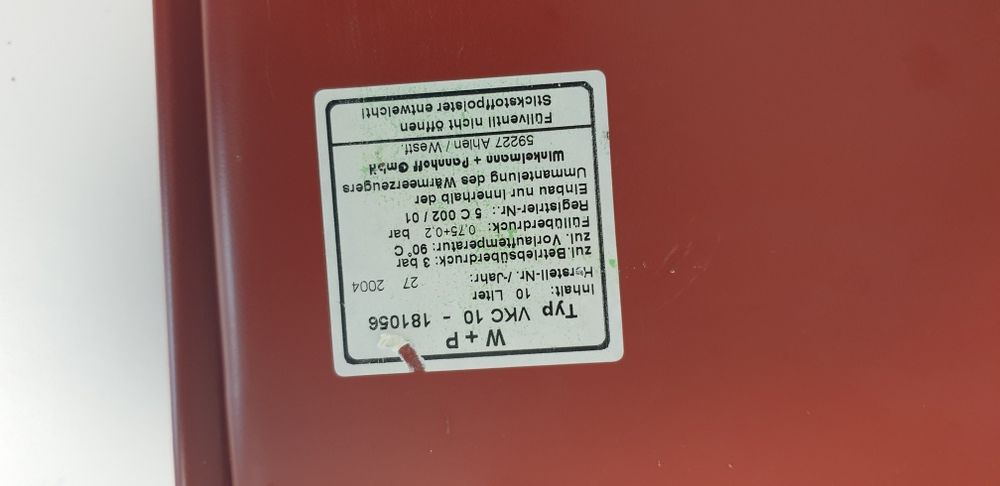 W + P
Typ VKC 10 - 181056
Inhalt: 10 Liter
Herstell-Nr./-Jahr: 27 2004
zul. Betriebsüberdruck: 3 bar
zul. Vorlauftemperatur: 90°C
Füllüberdruck: 0,75+0,2 bar
Registrier-Nr.: 5 C 002 / 01
Einbau nur innerhalb der
Ummantelung des Wärmeerzeugers
Winkelmann + Pannhoff GmbH
59227 Ahlen / Westf.
Füllventil nicht öffnen
Stickstoffpolster entweicht!